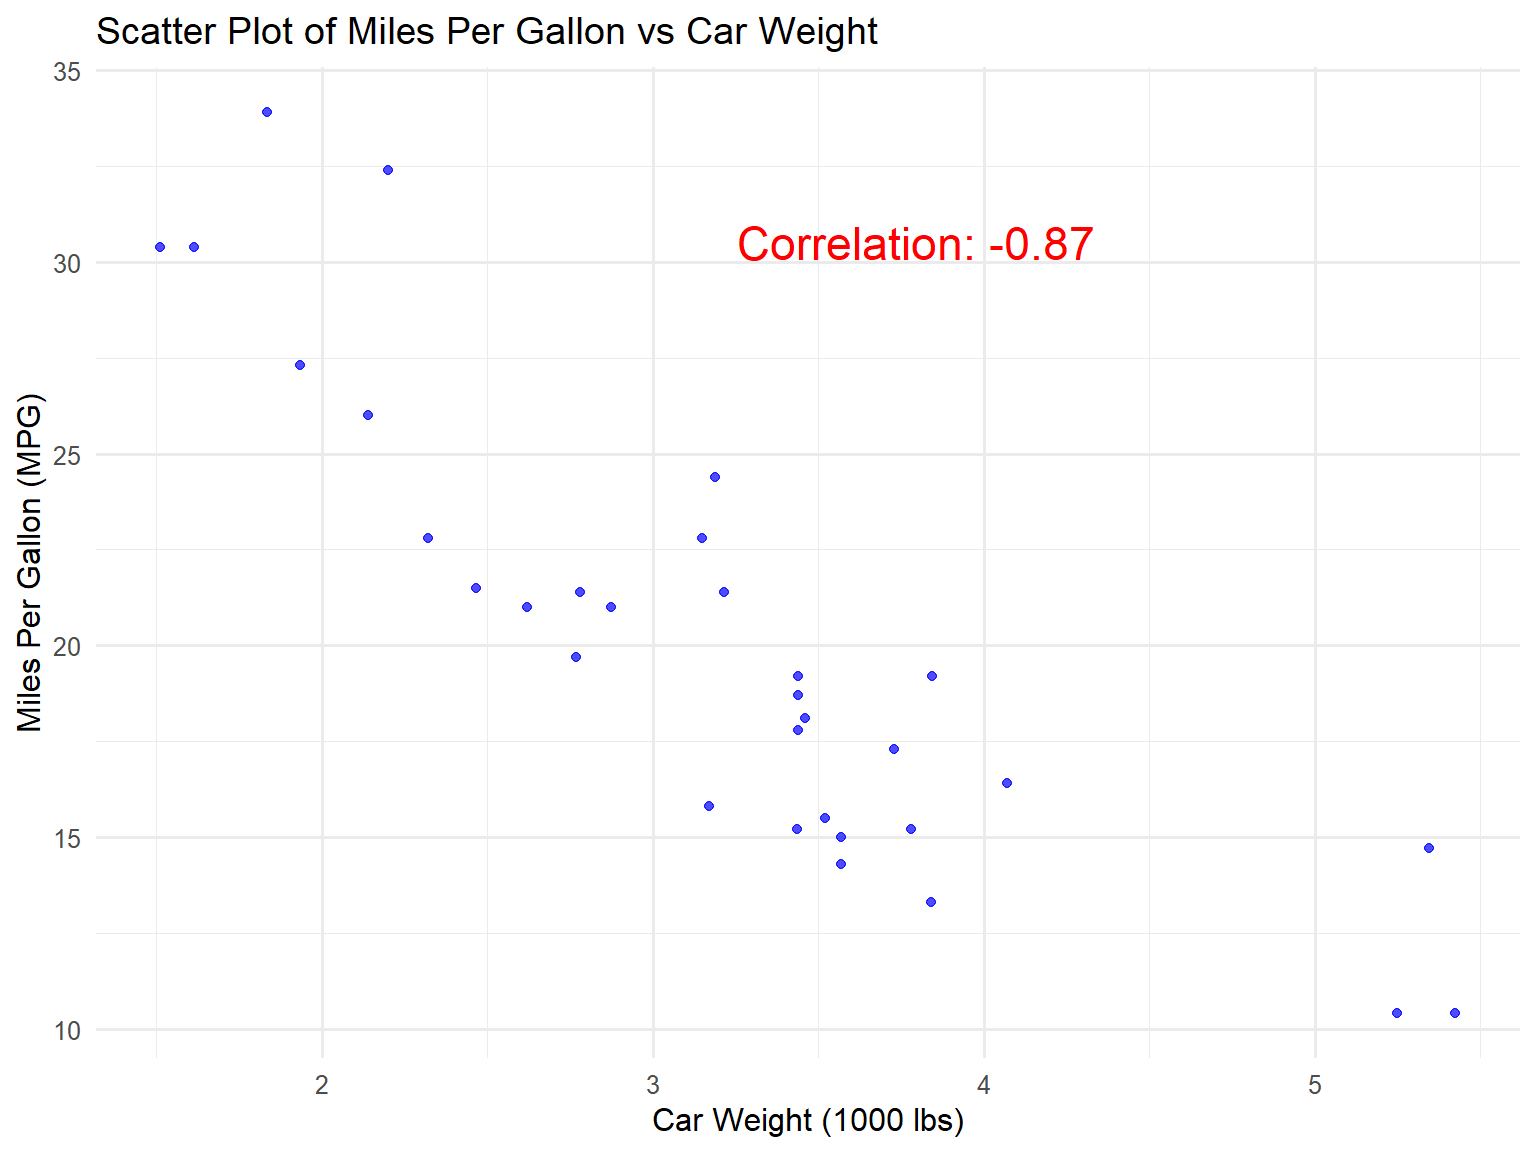 Scatter Plot of Miles Per Gallon vs Car Weight
35
30
25
20
15
10
Miles Per Gallon (MPG)
Correlation: -0.87
2
3
4
5
Car Weight (1000 lbs)